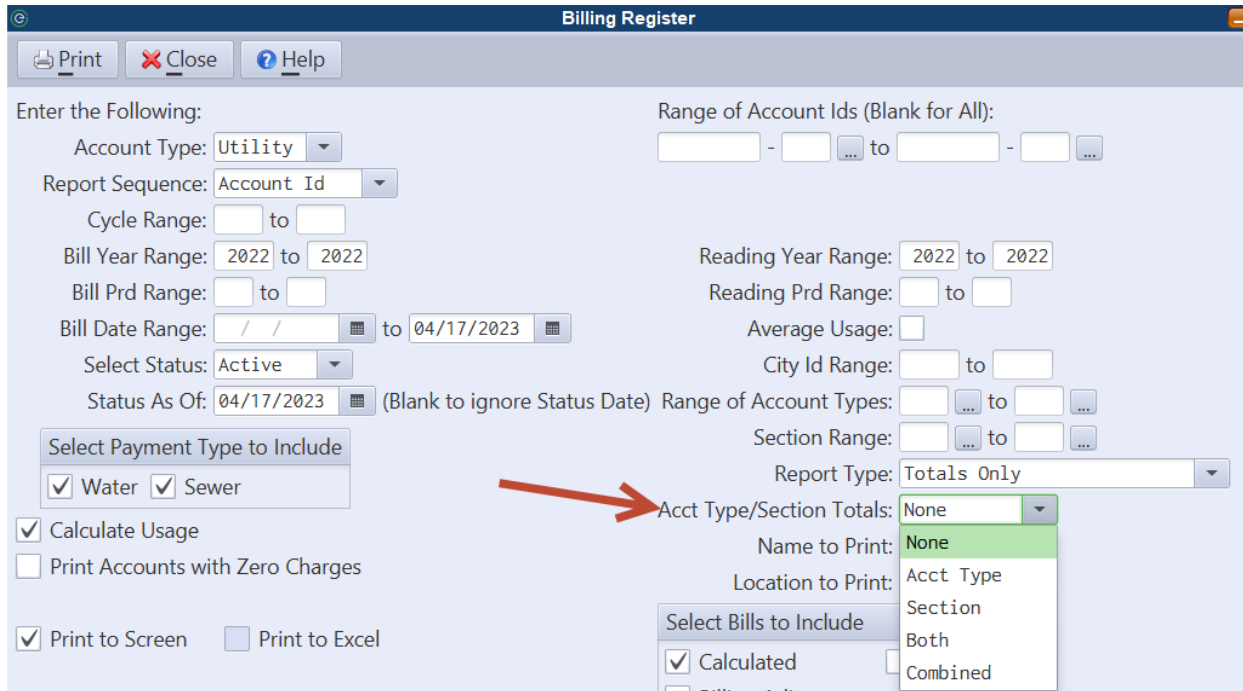 Billing Register
Print Close Help
Enter the Following:
Range of Account Ids (Blank for All):
Account Type: Utility
- ... to - ...
Report Sequence: Account Id
Cycle Range: to
Bill Year Range: 2022 to 2022
Reading Year Range: 2022 to 2022
Bill Prd Range: to
Reading Prd Range: to
Bill Date Range: / / to 04/17/2023
Average Usage:
Select Status: Active
City Id Range: to
Status As Of: 04/17/2023 (Blank to ignore Status Date)
Range of Account Types: ... to ...
Section Range: ... to ...
Select Payment Type to Include
Water Sewer
Report Type: Totals Only
Acct Type/Section Totals: None
Calculate Usage
Name to Print:
None
Print Accounts with Zero Charges
Location to Print:
Acct Type
Section
Both
Combined
Select Bills to Include
Print to Screen Print to Excel
Calculated